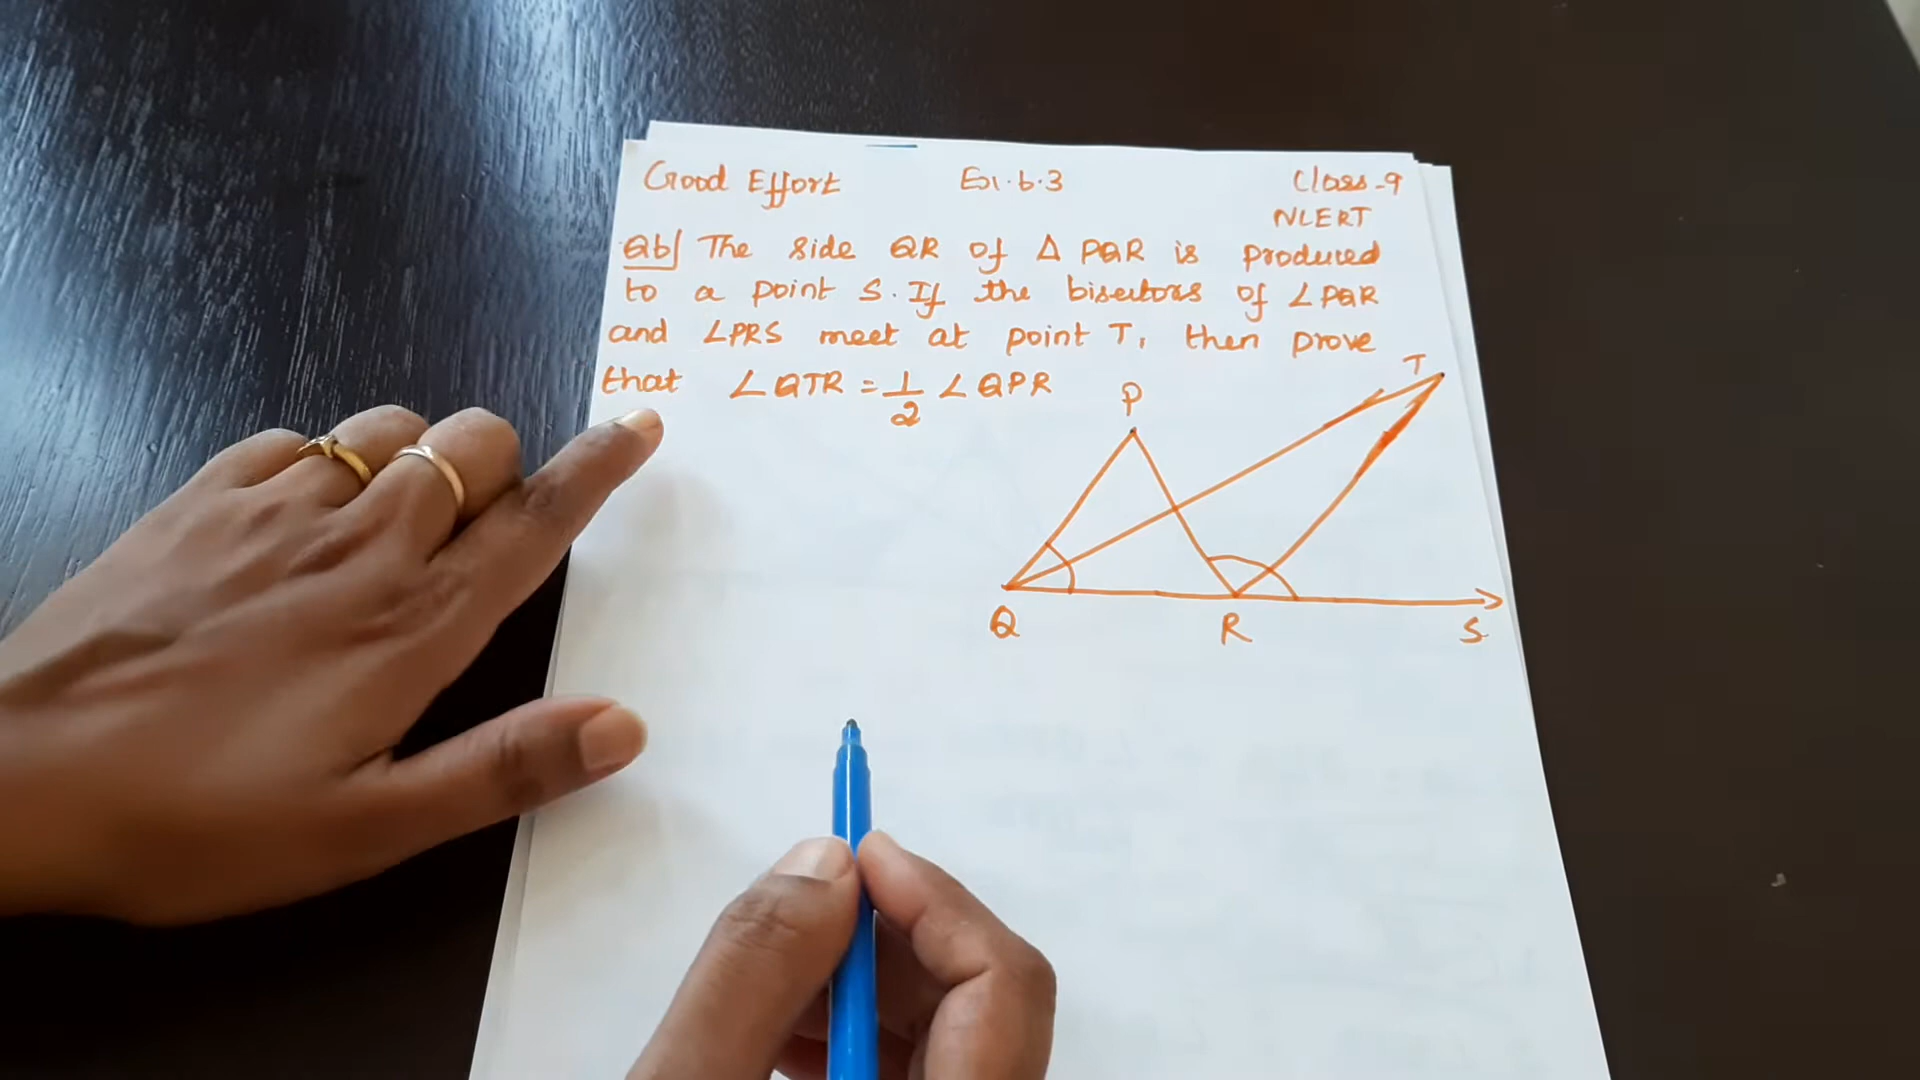 Good Effort Ex.6.3 Class-9
NCERT
Q6| The side QR of Δ PQR is produced
to a point S. If the bisectors of ∠PQR
and ∠PRS meet at point T, then prove
that ∠QTR = 1/2 ∠QPR
T
P
Q R S